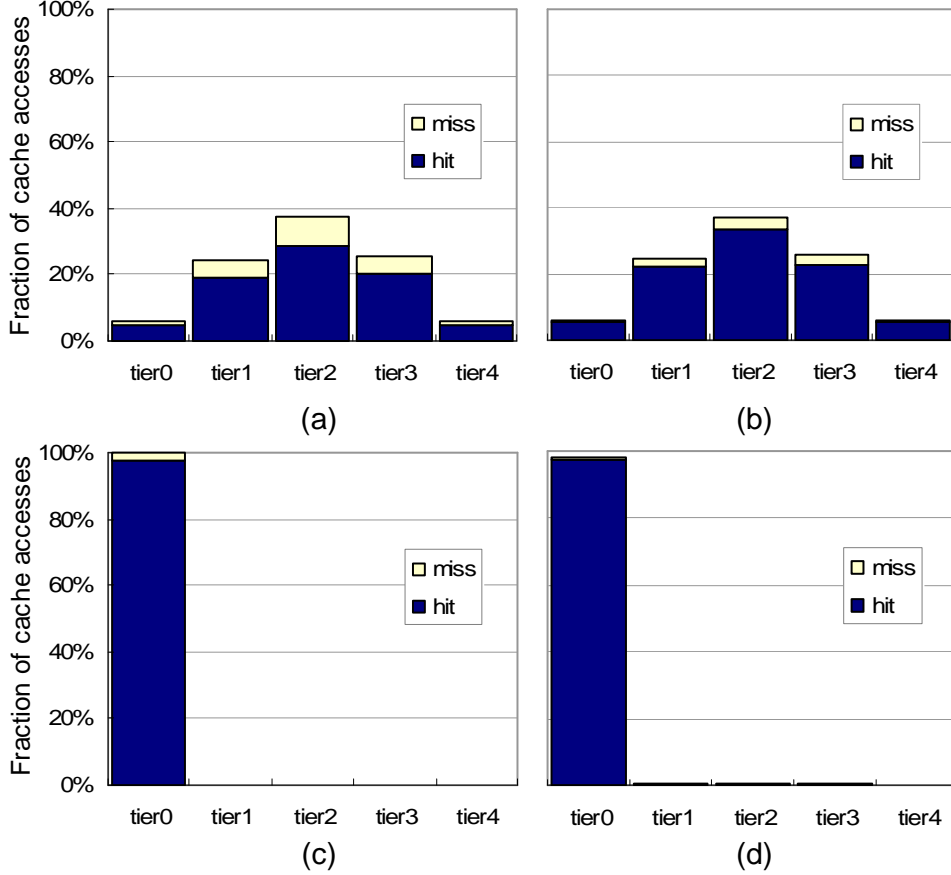 Fraction of cache accesses
100%
80%
60%
40%
20%
0%
miss
hit
tier0 tier1 tier2 tier3 tier4
(a)
miss
hit
tier0 tier1 tier2 tier3 tier4
(b)
Fraction of cache accesses
100%
80%
60%
40%
20%
0%
miss
hit
tier0 tier1 tier2 tier3 tier4
(c)
miss
hit
tier0 tier1 tier2 tier3 tier4
(d)